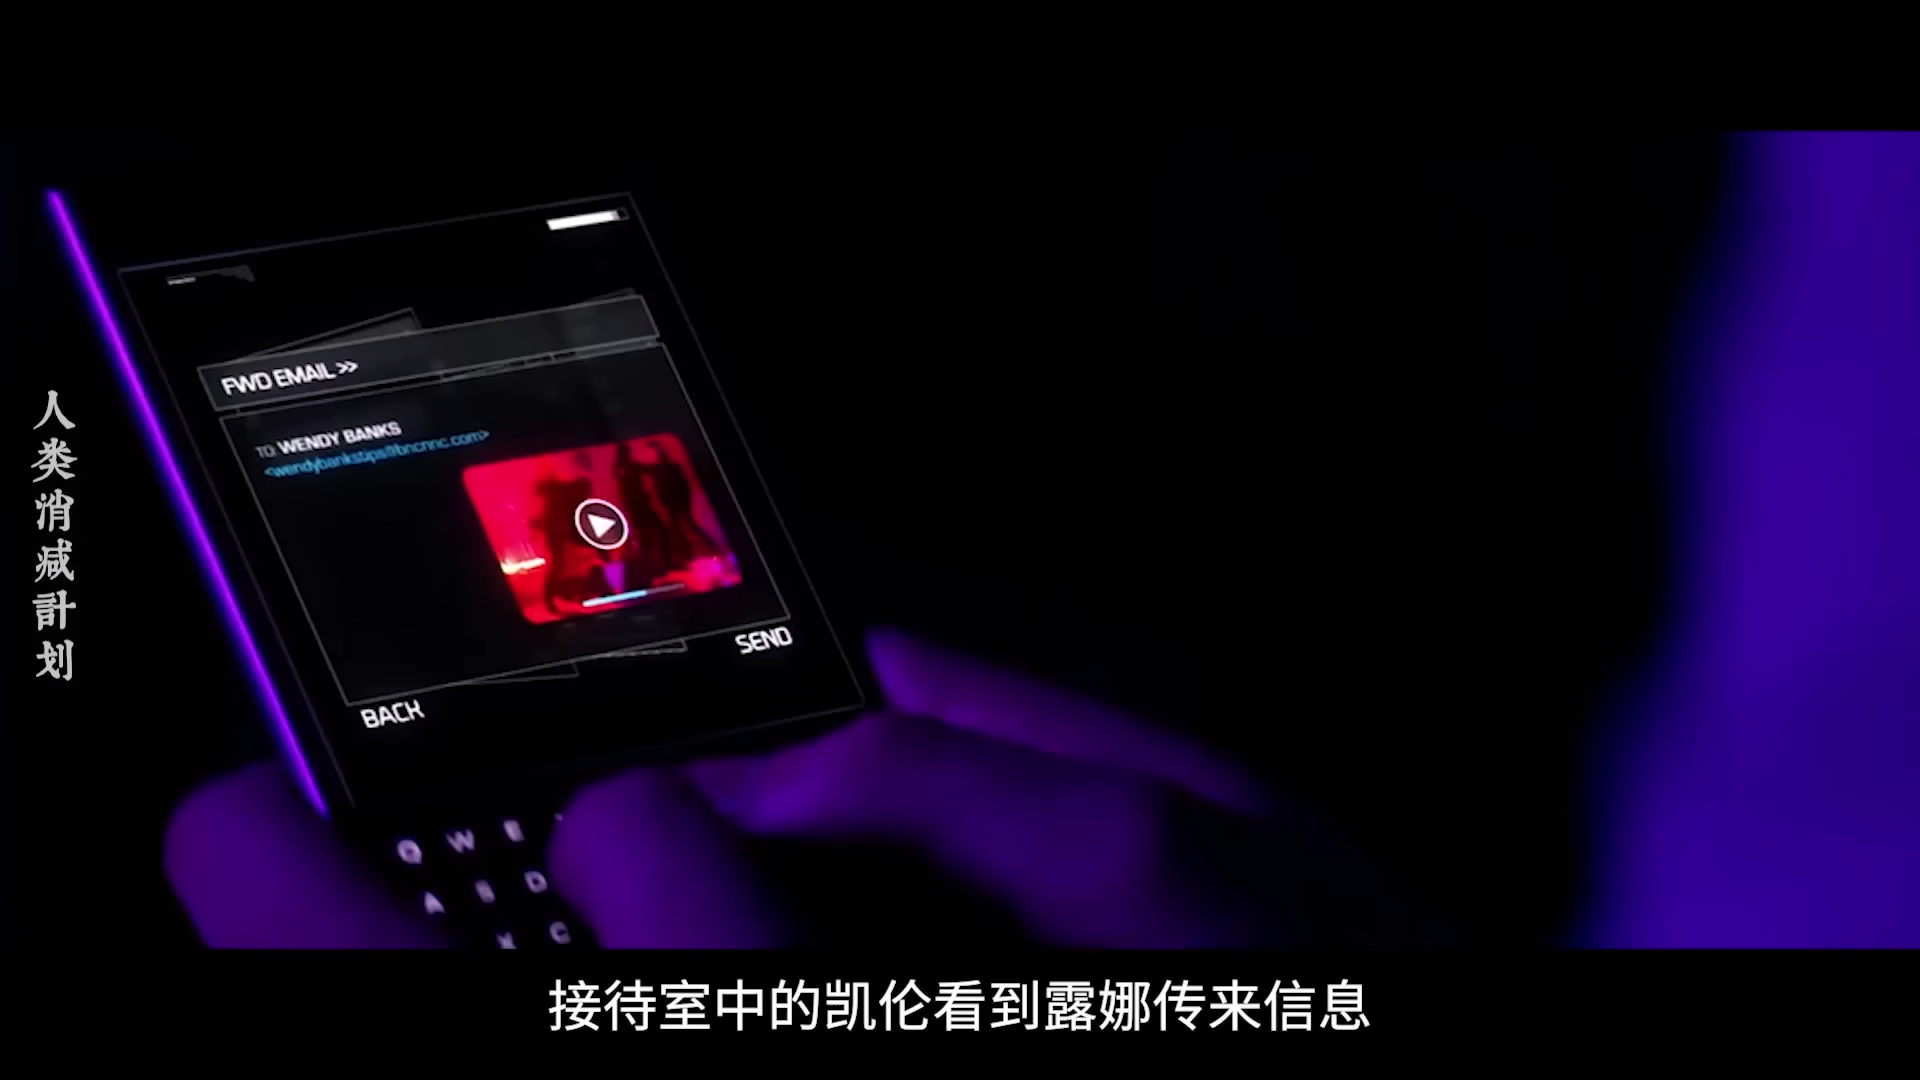 人类消减計划
FWD EMAIL >>
TO: WENDY BANKS
<wendybankstips@bncnnc.com>
SEND
BACK
Q W E
A S D
X C
接待室中的凯伦看到露娜传来信息